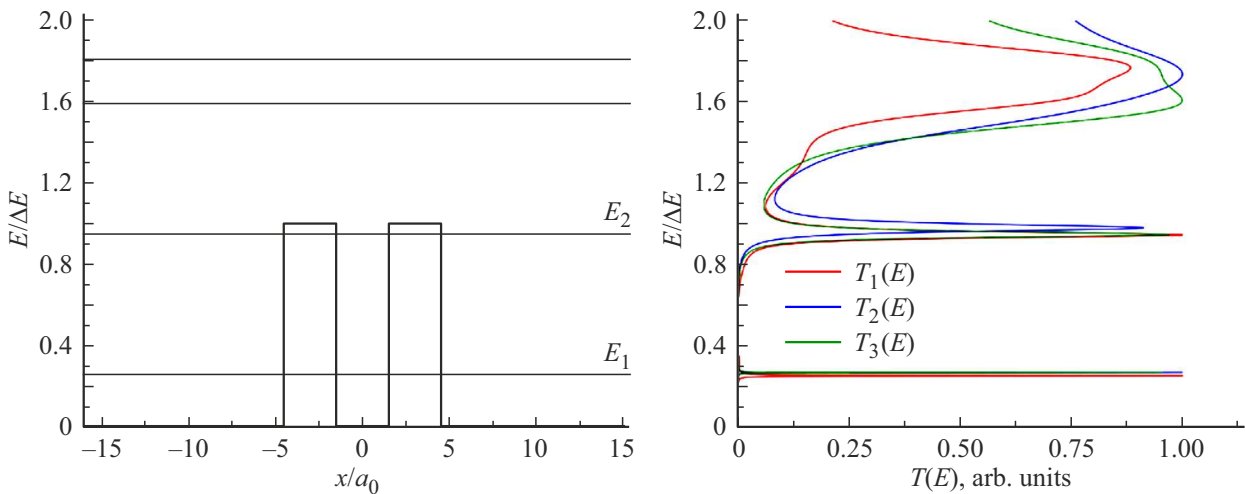 2.0
1.6
1.2
0.8
0.4
0
E/ΔE
E₂
E₁
–15
–10
–5
0
5
10
15
x/a₀
2.0
1.6
1.2
0.8
0.4
0
E/ΔE
T₁(E)
T₂(E)
T₃(E)
0
0.25
0.50
0.75
1.00
T(E), arb. units